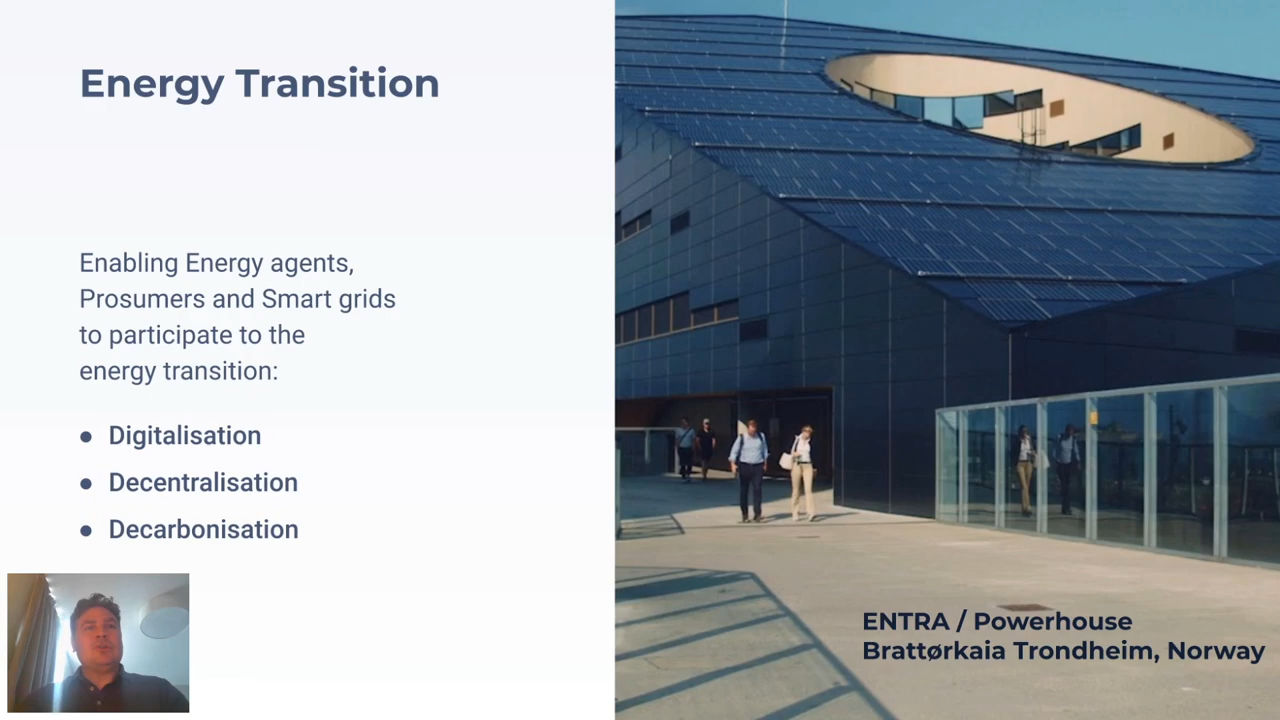 Energy Transition
Enabling Energy agents,
Prosumers and Smart grids
to participate to the
energy transition:
● Digitalisation
● Decentralisation
● Decarbonisation
ENTRA / Powerhouse
Brattørkaia Trondheim, Norway